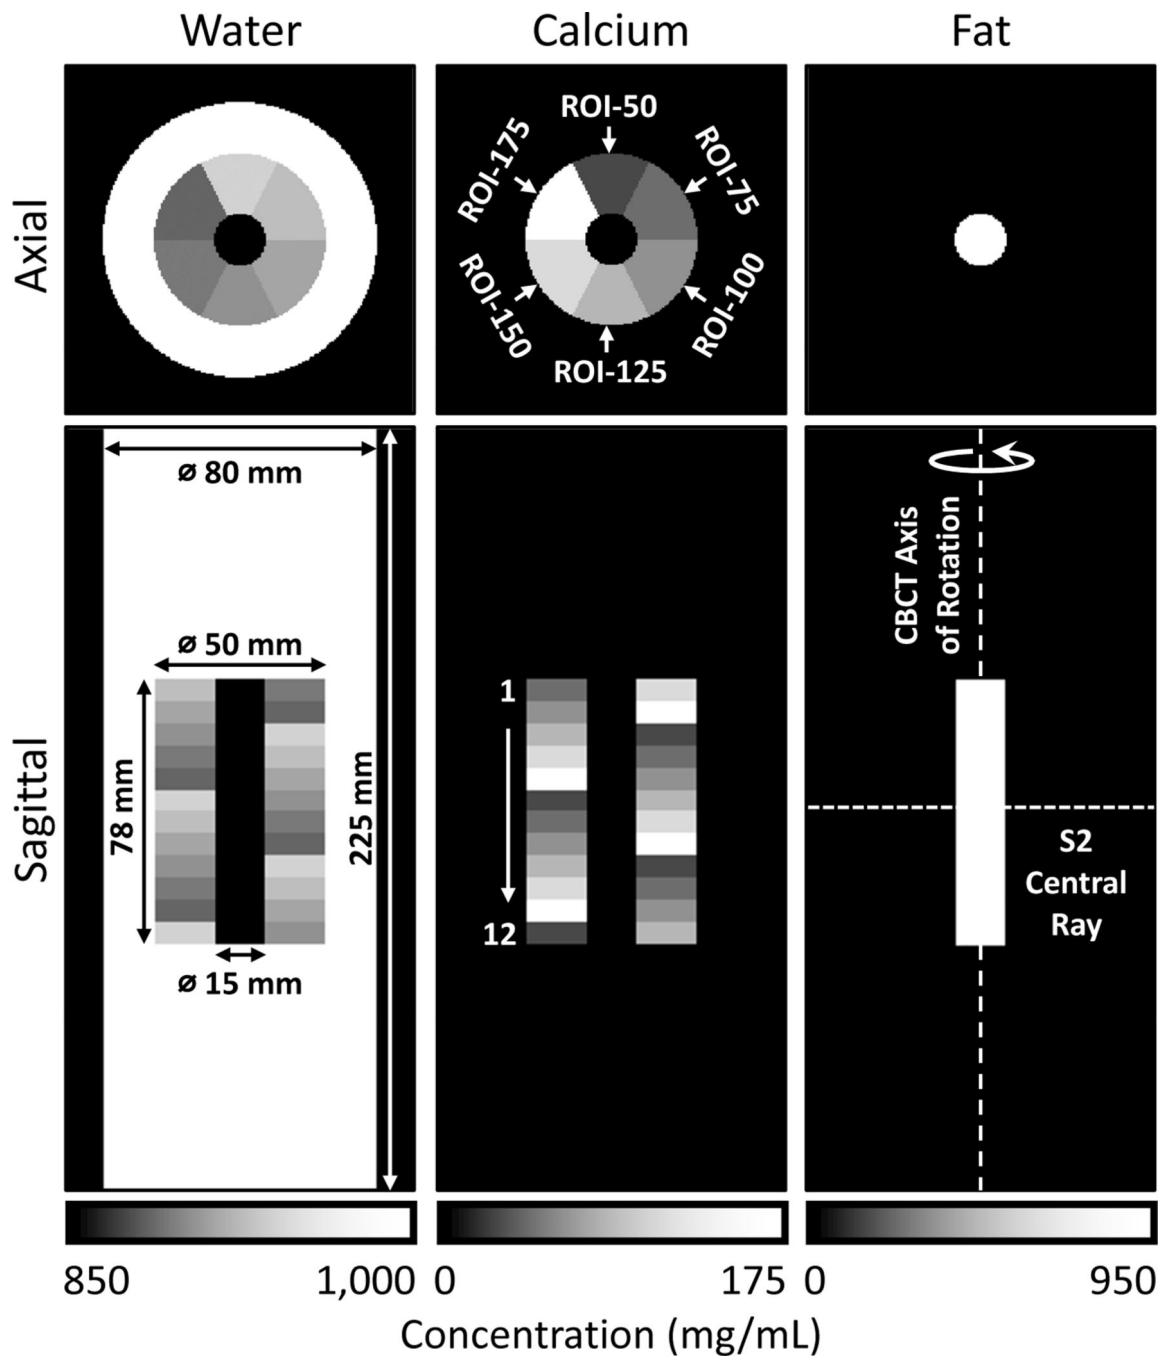 Water
Calcium
Fat
Axial
ROI-50
ROI-75
ROI-100
ROI-125
ROI-150
ROI-175
Sagittal
ø 80 mm
ø 50 mm
78 mm
225 mm
ø 15 mm
1
12
CBCT Axis
of Rotation
S2
Central
Ray
850
1,000
0
175
0
950
Concentration (mg/mL)